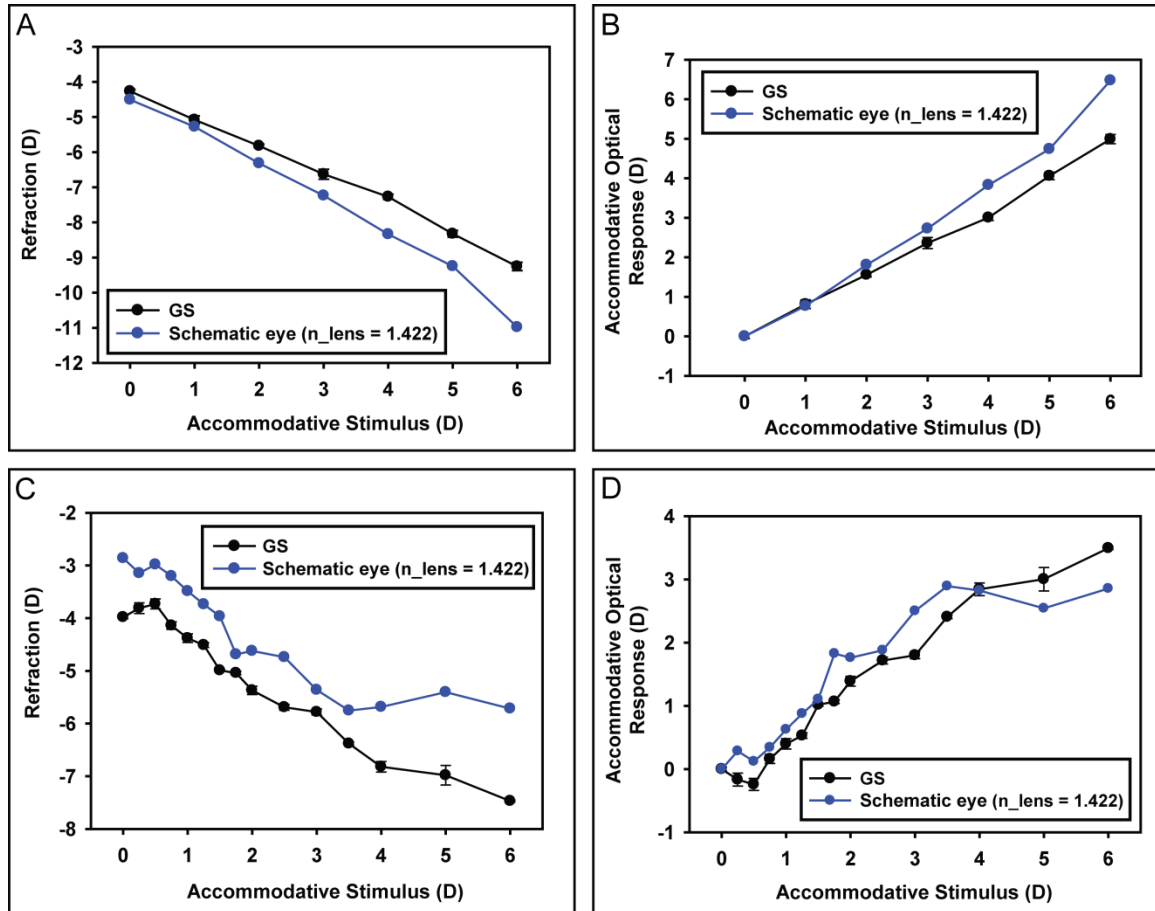 A
Refraction (D)
-3
-4
-5
-6
-7
-8
-9
-10
-11
-12
GS
Schematic eye (n_lens = 1.422)
0 1 2 3 4 5 6
Accommodative Stimulus (D)
B
Accommodative Optical
Response (D)
7
6
5
4
3
2
1
0
-1
GS
Schematic eye (n_lens = 1.422)
0 1 2 3 4 5 6
Accommodative Stimulus (D)
C
Refraction (D)
-2
-3
-4
-5
-6
-7
-8
GS
Schematic eye (n_lens = 1.422)
0 1 2 3 4 5 6
Accommodative Stimulus (D)
D
Accommodative Optical
Response (D)
4
3
2
1
0
-1
GS
Schematic eye (n_lens = 1.422)
0 1 2 3 4 5 6
Accommodative Stimulus (D)